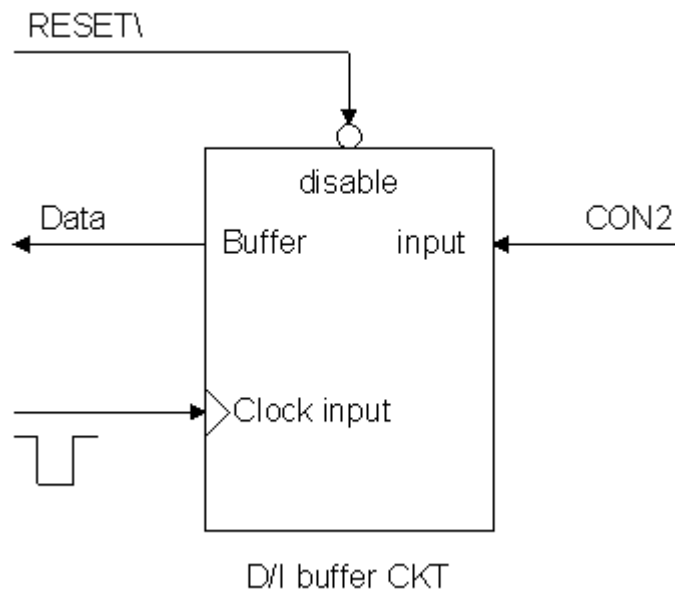 RESET\
disable
Data
Buffer
input
CON2
Clock input
D/I buffer CKT